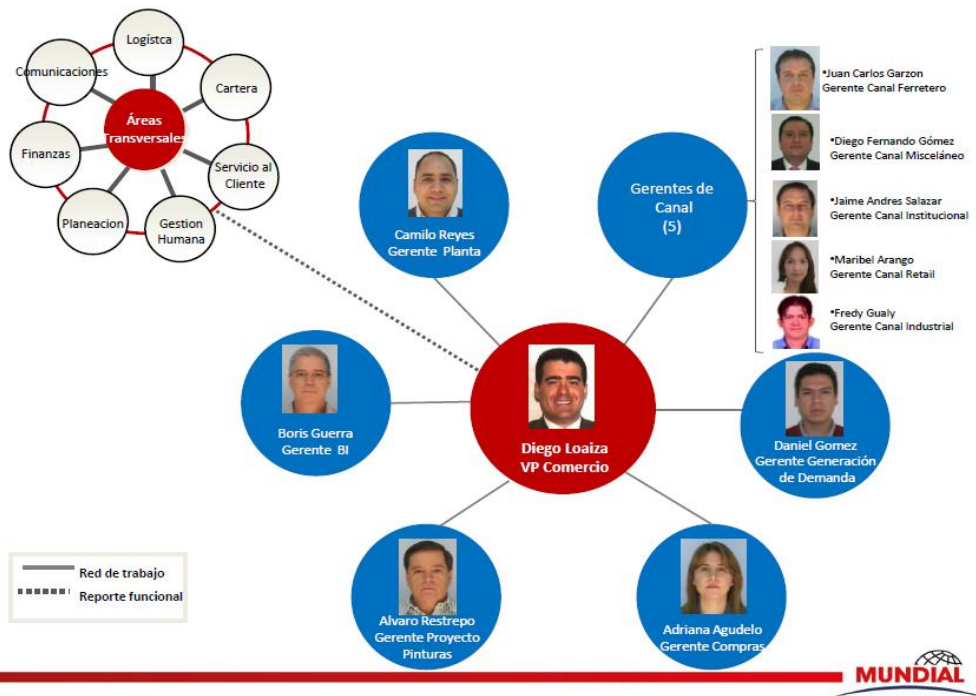 Logístca
Comunicaciones
Cartera
Áreas
Transversales
Finanzas
Servicio al
Cliente
Planeacion
Gestion
Humana
Camilo Reyes
Gerente Planta
Gerentes de
Canal
(5)
•Juan Carlos Garzon
Gerente Canal Ferretero
•Diego Fernando Gómez
Gerente Canal Misceláneo
•Jaime Andres Salazar
Gerente Canal Institucional
•Maribel Arango
Gerente Canal Retail
•Fredy Gualy
Gerente Canal Industrial
Boris Guerra
Gerente BI
Diego Loaiza
VP Comercio
Daniel Gomez
Gerente Generación
de Demanda
Alvaro Restrepo
Gerente Proyecto
Pinturas
Adriana Agudelo
Gerente Compras
Red de trabajo
Reporte funcional
MUNDIAL